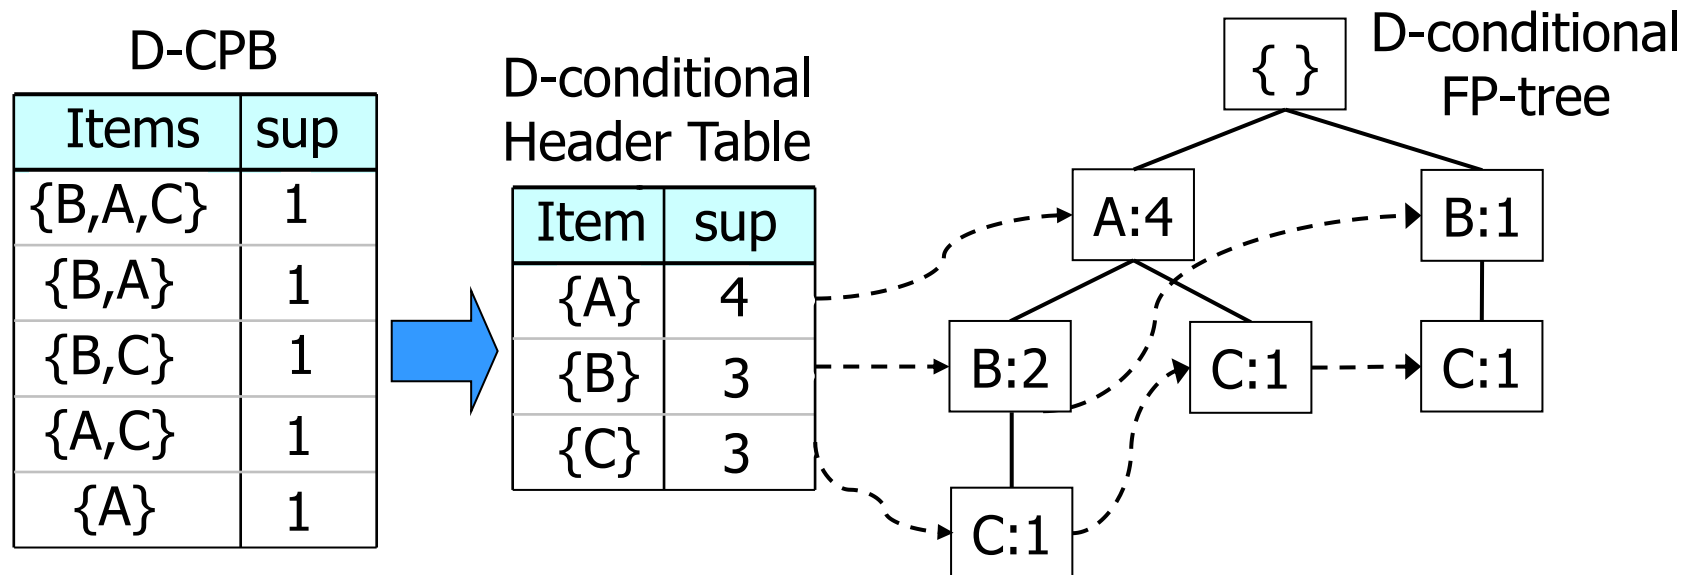 D-CPB
Items sup
{B,A,C} 1
{B,A} 1
{B,C} 1
{A,C} 1
{A} 1
D-conditional
Header Table
Item sup
{A} 4
{B} 3
{C} 3
D-conditional
FP-tree
{ }
A:4 B:1
B:2 C:1 C:1
C:1